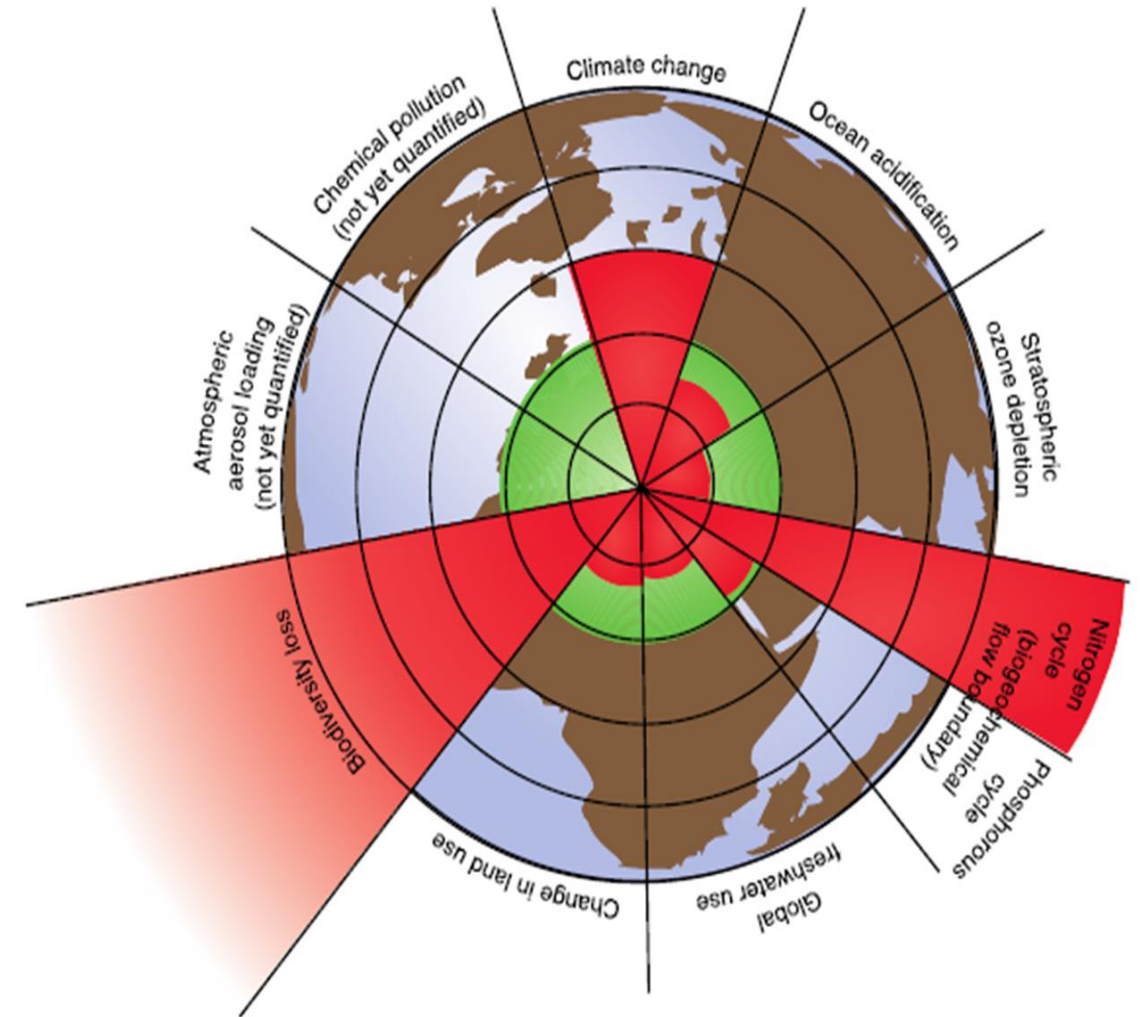 Climate change
Ocean acidification
Stratospheric
ozone depletion
Nitrogen
cycle
(biogeochemical
flow boundary)
Phosphorous
cycle
Global
freshwater use
Change in land use
Biodiversity loss
Atmospheric
aerosol loading
(not yet quantified)
Chemical pollution
(not yet quantified)